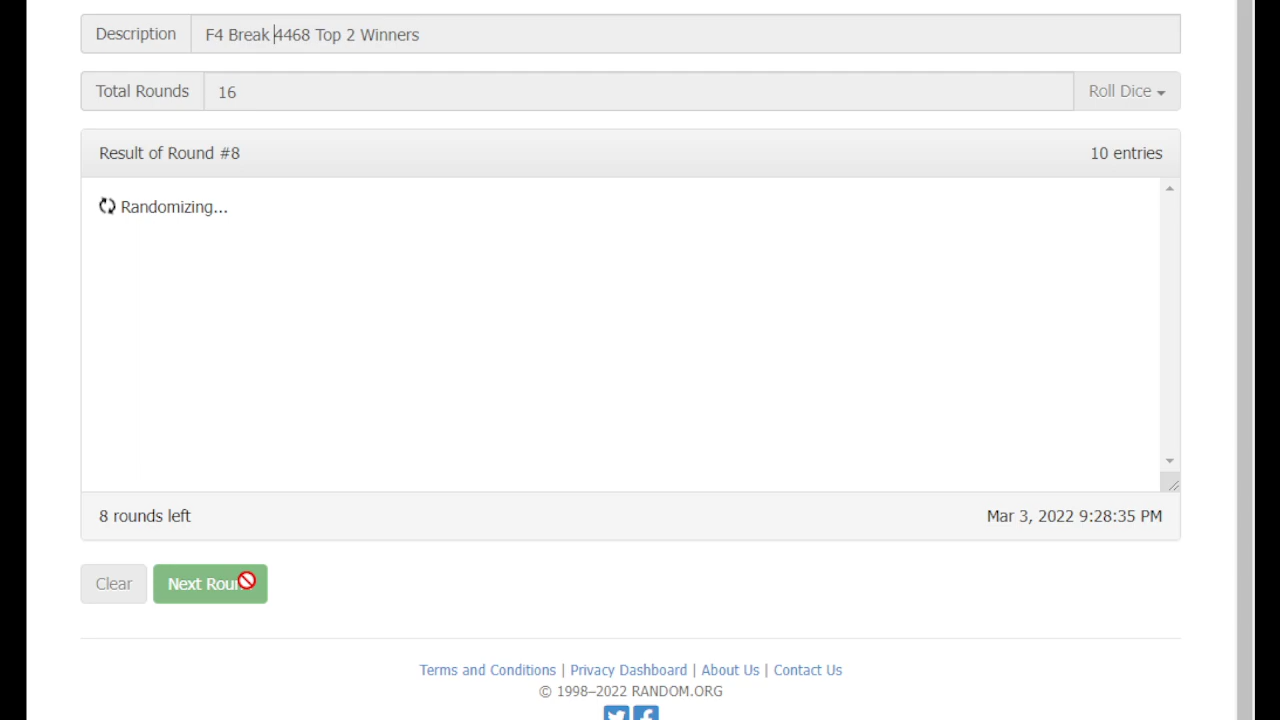 Description F4 Break 4468 Top 2 Winners
Total Rounds 16 Roll Dice
Result of Round #8 10 entries
Randomizing...
8 rounds left Mar 3, 2022 9:28:35 PM
Clear Next Roun
Terms and Conditions | Privacy Dashboard | About Us | Contact Us
© 1998–2022 RANDOM.ORG